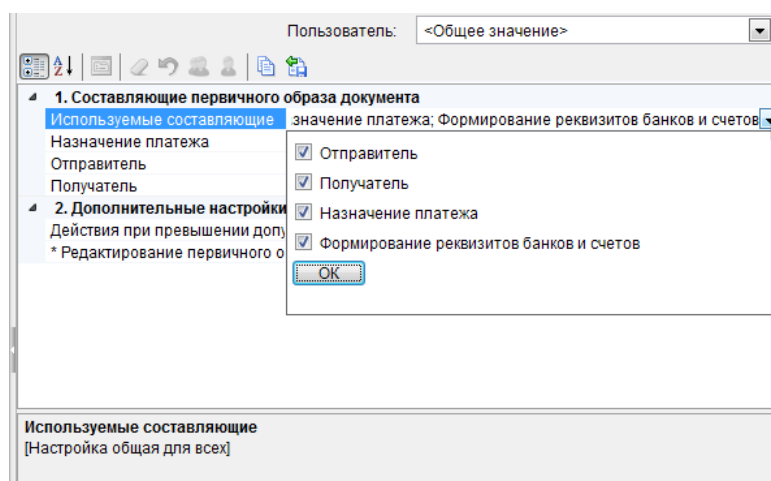 Пользователь: <Общее значение>
1. Составляющие первичного образа документа
Используемые составляющие .значение платежа; Формирование реквизитов банков и счетов
Назначение платежа
Отправитель
Получатель
2. Дополнительные настройки
Действия при превышении допу
* Редактирование первичного о
Отправитель
Получатель
Назначение платежа
Формирование реквизитов банков и счетов
ОК
Используемые составляющие
[Настройка общая для всех]